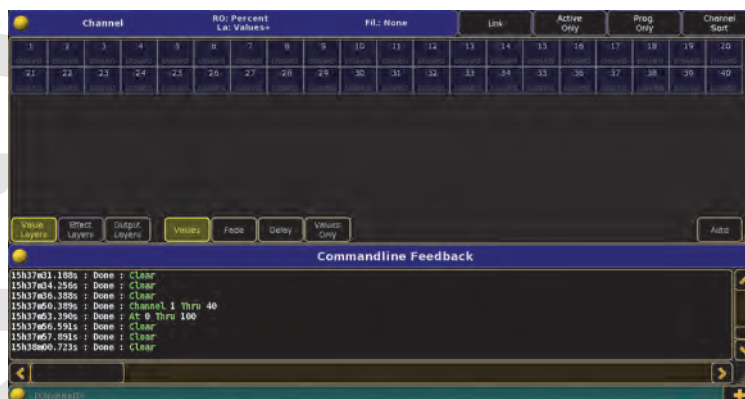 Channel
RO: Percent
La: Values+
Fil.: None
Link
Active Only
Prog. Only
Channel Sort
1 2 3 4 5 6 7 8 9 10 11 12 13 14 15 16 17 18 19 20
21 22 23 24 25 26 27 28 29 30 31 32 33 34 35 36 37 38 39 40
Value Layers
Effect Layers
Output Layers
Values
Fade
Delay
Values Only
Auto
Commandline Feedback
15h37m31.188s : Done : Clear
15h37m34.256s : Done : Clear
15h37m36.388s : Done : Clear
15h37m50.389s : Done : Channel 1 Thru 40
15h37m53.390s : Done : At 0 Thru 100
15h37m56.591s : Done : Clear
15h37m57.891s : Done : Clear
15h38m00.723s : Done : Clear
[Channel]>